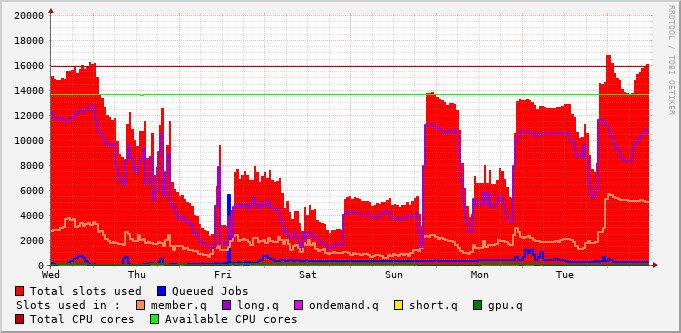 RRDTOOL / TOBI OETIKER
20000
18000
16000
14000
12000
10000
8000
6000
4000
2000
0
Wed Thu Fri Sat Sun Mon Tue
Total slots used Queued Jobs
Slots used in : member.q long.q ondemand.q short.q gpu.q
Total CPU cores Available CPU cores